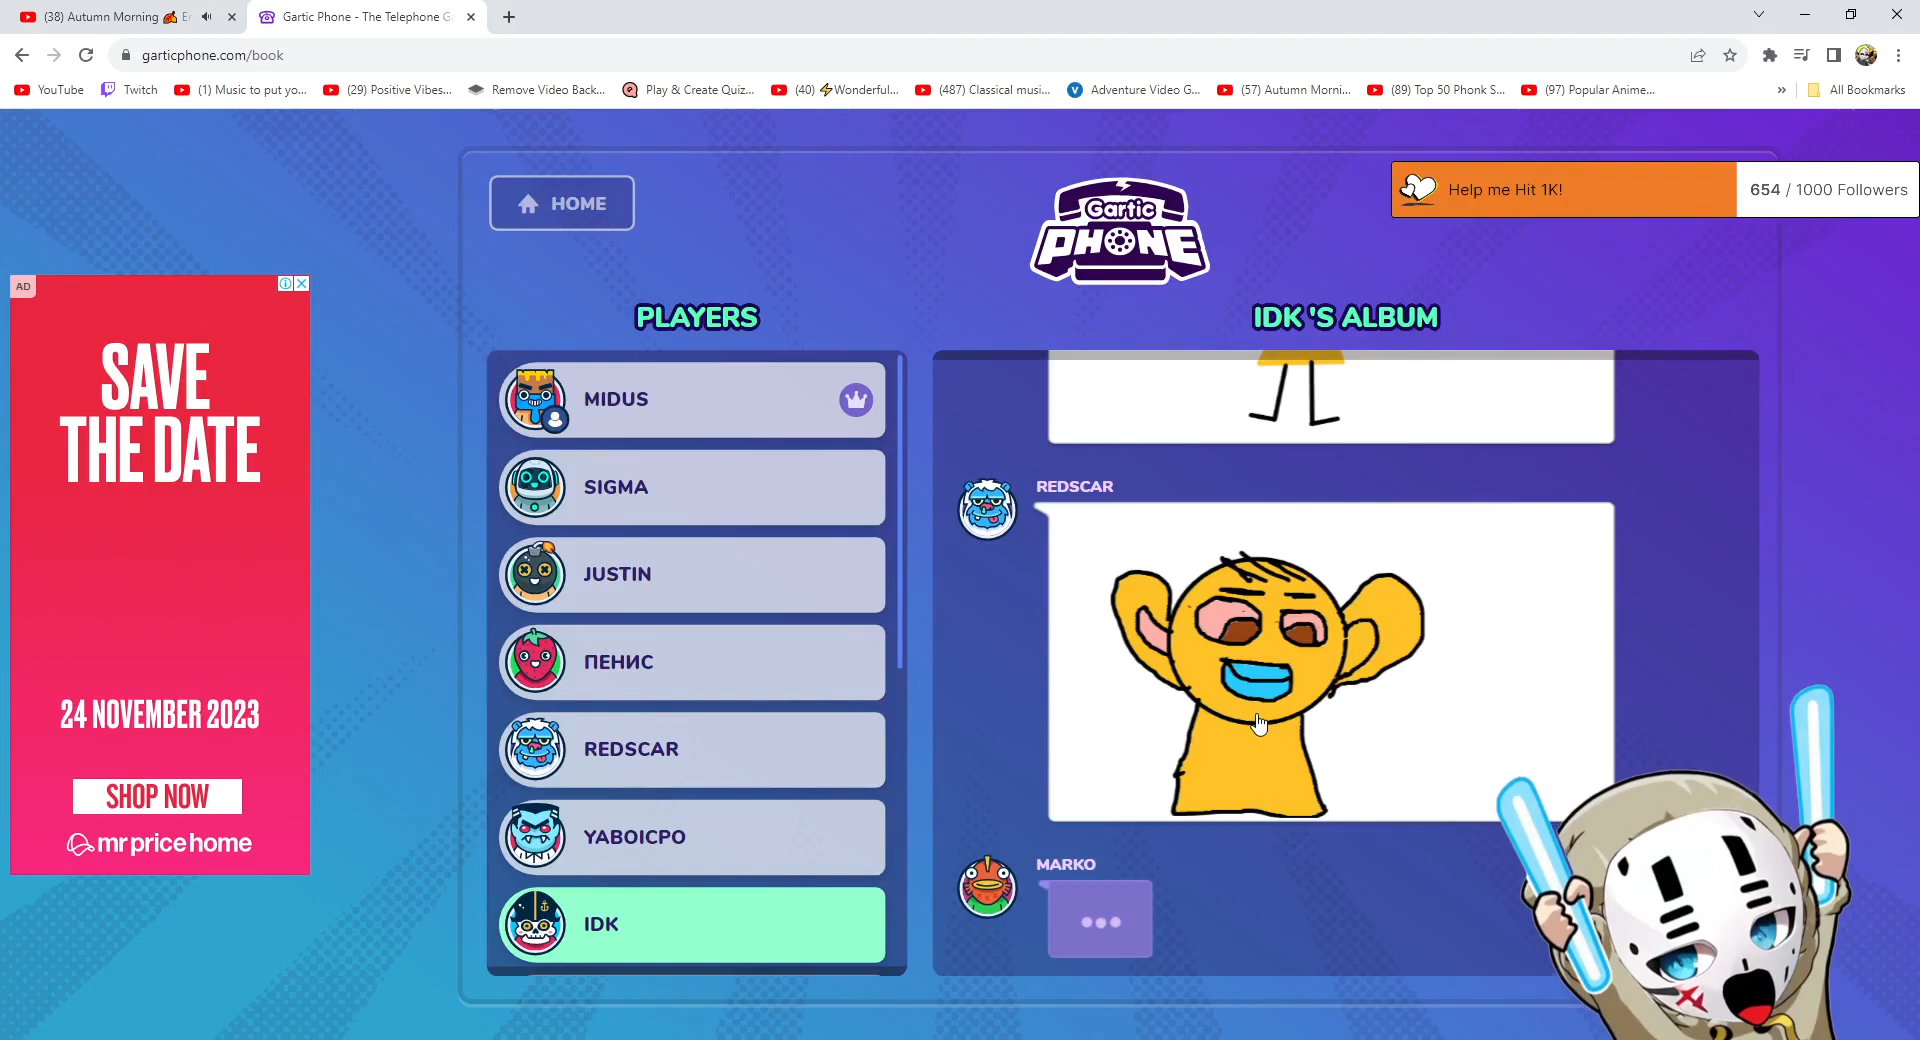 (38) Autumn Morning 🍂 Er
Gartic Phone - The Telephone G
garticphone.com/book
YouTube
Twitch
(1) Music to put yo...
(29) Positive Vibes...
Remove Video Back...
Play & Create Quiz...
(40) ⚡Wonderful...
(487) Classical musi...
Adventure Video G...
(57) Autumn Morni...
(89) Top 50 Phonk S...
(97) Popular Anime...
»
All Bookmarks
HOME
Gartic
PHONE
Help me Hit 1K!
654 / 1000 Followers
AD
SAVE
THE DATE
24 NOVEMBER 2023
SHOP NOW
mr price home
PLAYERS
MIDUS
SIGMA
JUSTIN
ПЕНИС
REDSCAR
YABOICPO
IDK
IDK 'S ALBUM
REDSCAR
MARKO
•••